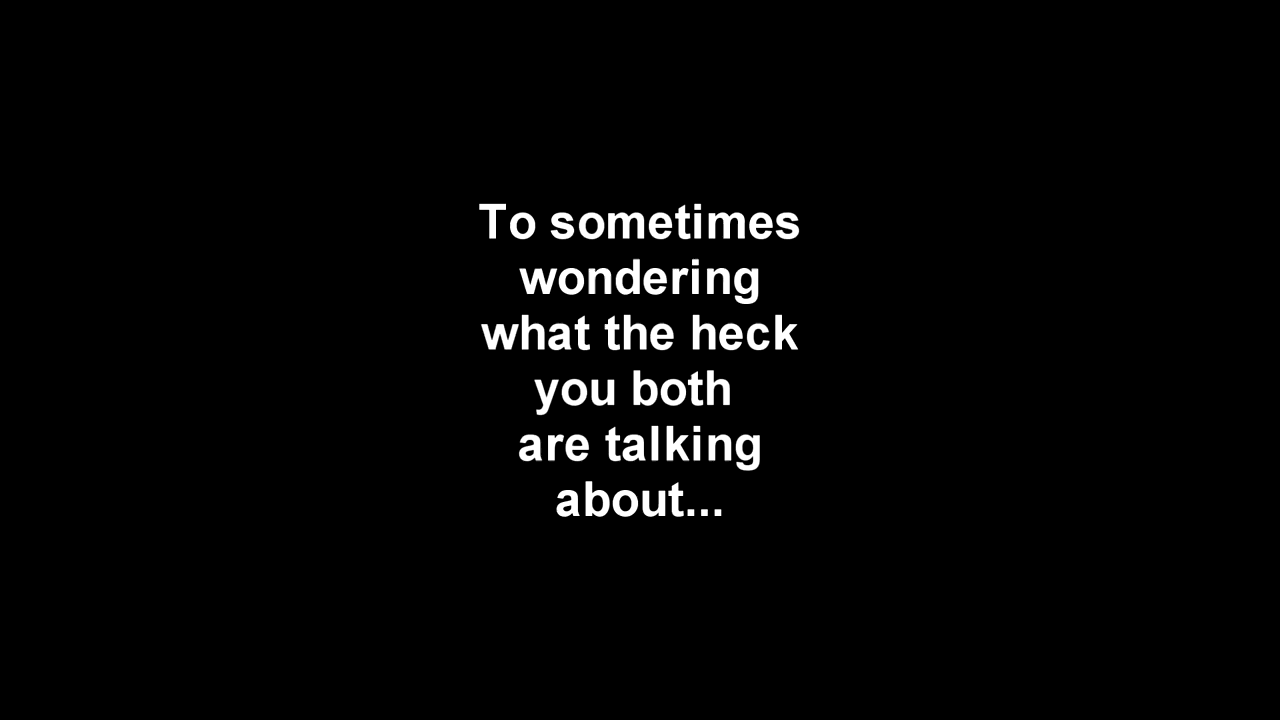 To sometimes
wondering
what the heck
you both
are talking
about...